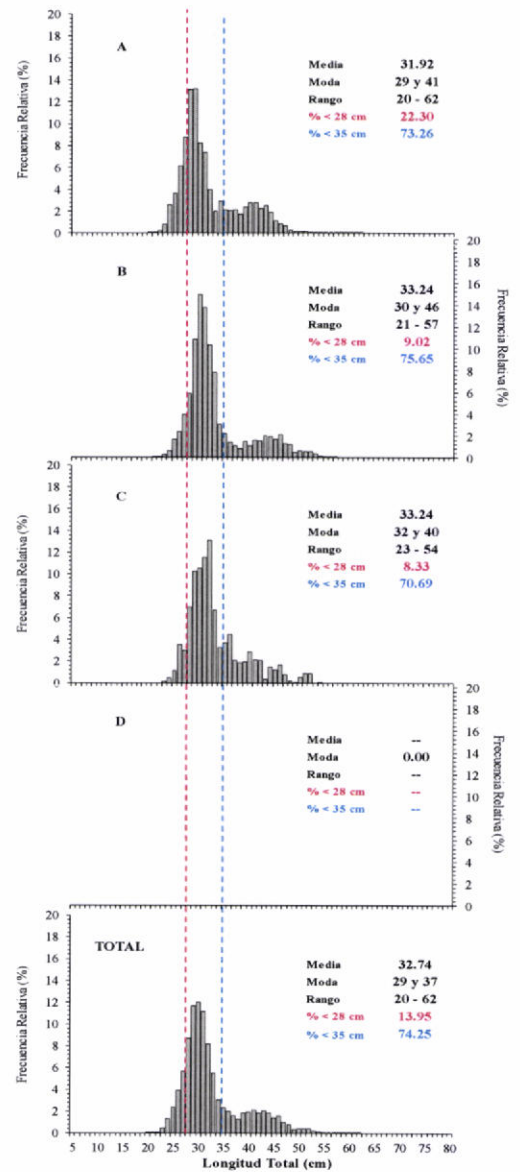 20
18
16
14
12
10
8
6
4
2
0
Frecuencia Relativa (%)
A
Media 31.92
Moda 29 y 41
Rango 20 - 62
% < 28 cm 22.30
% < 35 cm 73.26
20
18
16
14
12
10
8
6
4
2
0
Frecuencia Relativa (%)
B
Media 33.24
Moda 30 y 46
Rango 21 - 57
% < 28 cm 9.02
% < 35 cm 75.65
20
18
16
14
12
10
8
6
4
2
0
Frecuencia Relativa (%)
C
Media 33.24
Moda 32 y 40
Rango 23 - 54
% < 28 cm 8.33
% < 35 cm 70.69
20
18
16
14
12
10
8
6
4
2
0
Frecuencia Relativa (%)
D
Media --
Moda 0.00
Rango --
% < 28 cm --
% < 35 cm --
20
18
16
14
12
10
8
6
4
2
0
Frecuencia Relativa (%)
TOTAL
Media 32.74
Moda 29 y 37
Rango 20 - 62
% < 28 cm 13.95
% < 35 cm 74.25
5 10 15 20 25 30 35 40 45 50 55 60 65 70 75 80
Longitud Total (cm)